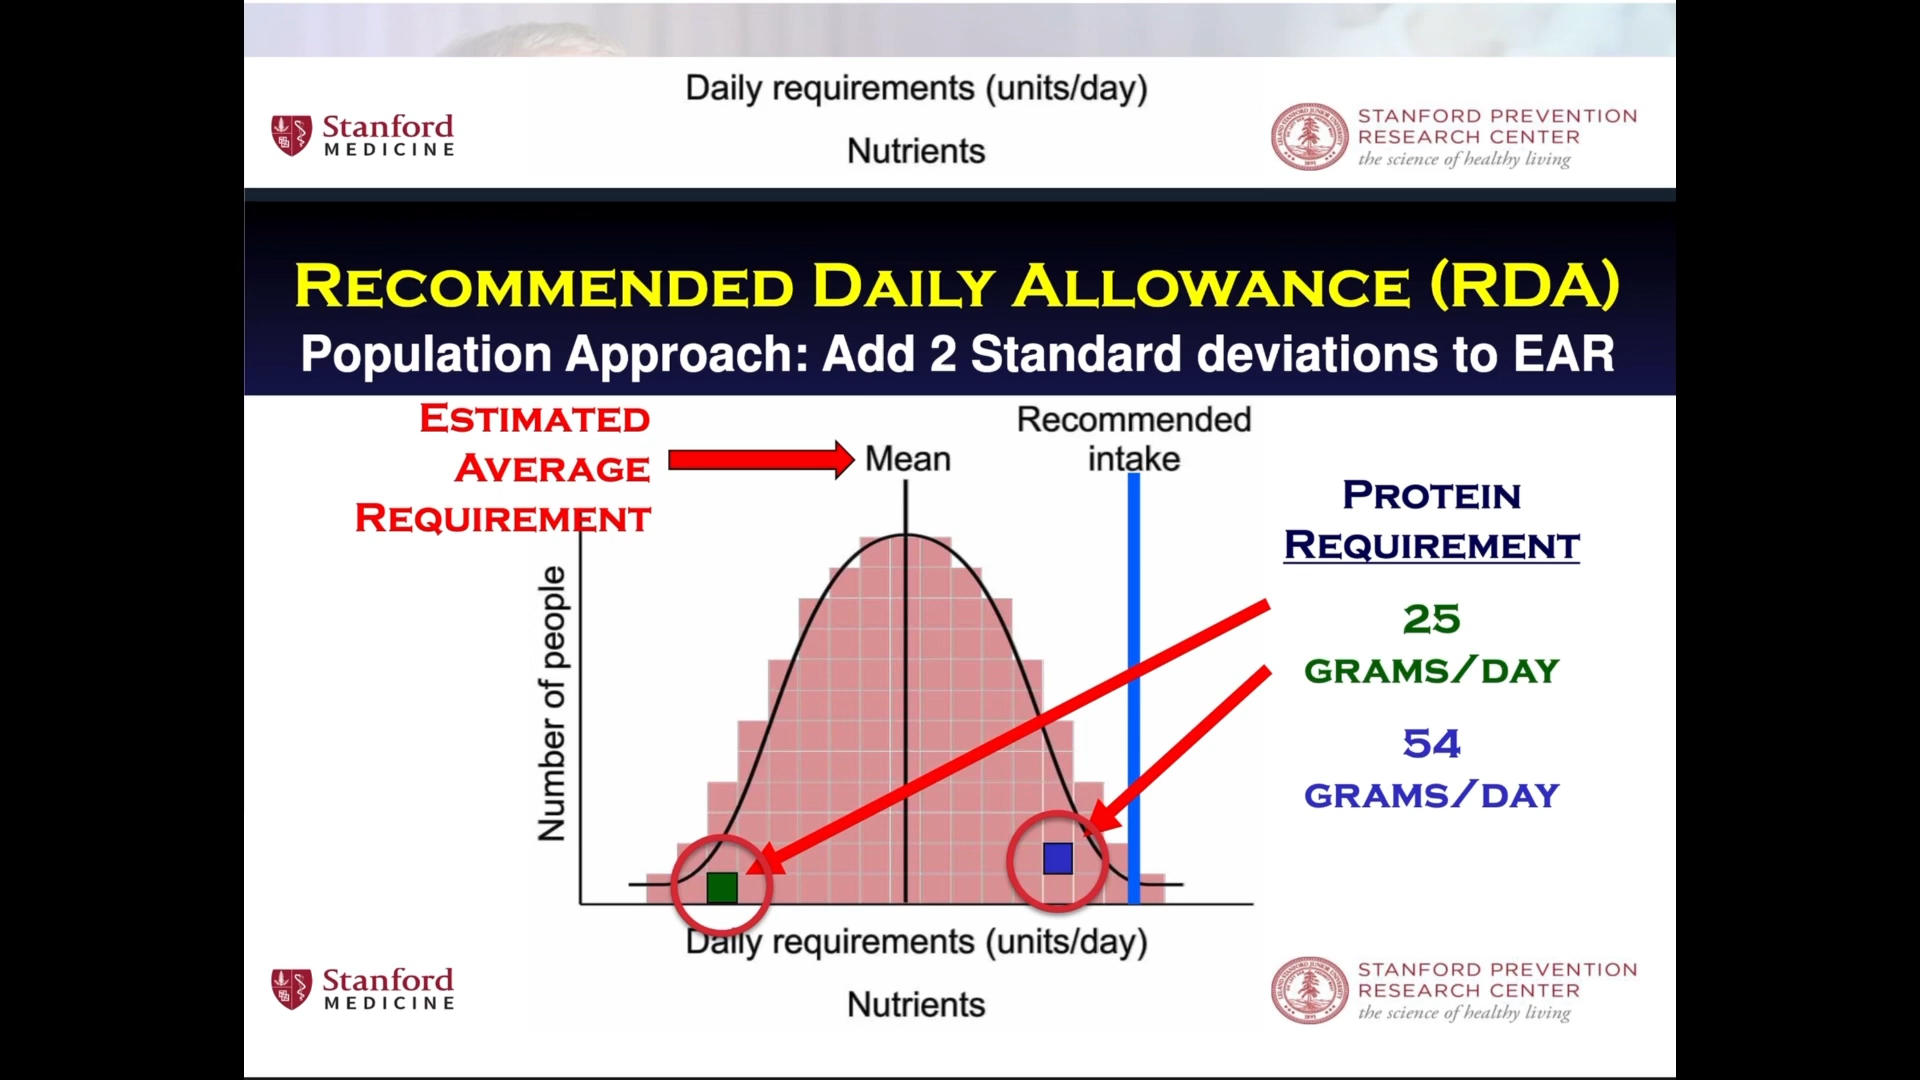 Daily requirements (units/day)
Nutrients
Stanford
MEDICINE
STANFORD PREVENTION
RESEARCH CENTER
the science of healthy living
RECOMMENDED DAILY ALLOWANCE (RDA)
Population Approach: Add 2 Standard deviations to EAR
ESTIMATED
AVERAGE
REQUIREMENT
Mean
Recommended
intake
PROTEIN
REQUIREMENT
25
GRAMS/DAY
54
GRAMS/DAY
Number of people
Daily requirements (units/day)
Nutrients
Stanford
MEDICINE
STANFORD PREVENTION
RESEARCH CENTER
the science of healthy living